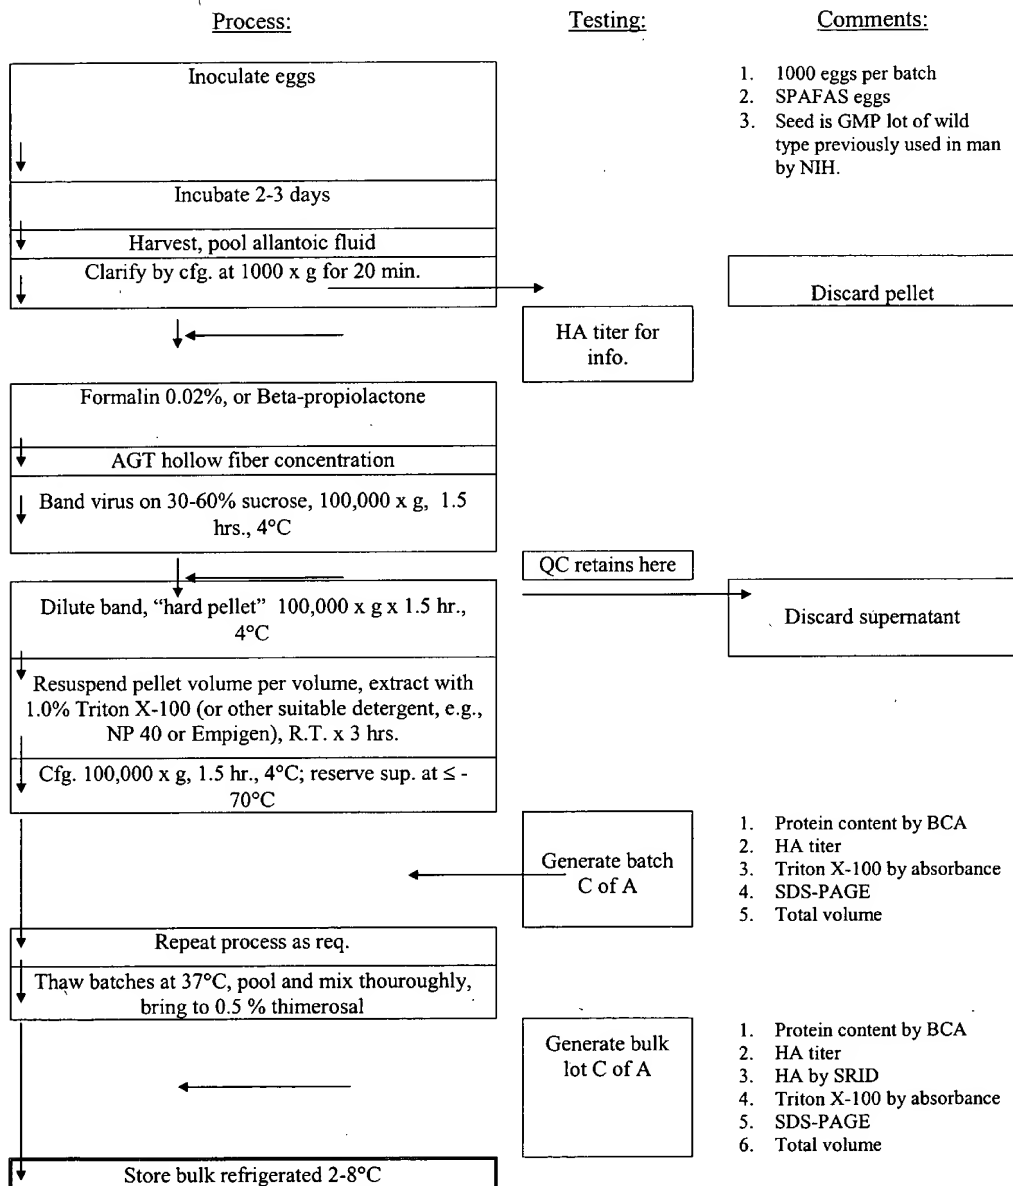 Process:
Testing:
Comments:
Inoculate eggs
1. 1000 eggs per batch
2. SPAFAS eggs
3. Seed is GMP lot of wild
type previously used in man
by NIH.
Incubate 2-3 days
Harvest, pool allantoic fluid
Clarify by cfg. at 1000 x g for 20 min.
Discard pellet
HA titer for
info.
Formalin 0.02%, or Beta-propiolactone
AGT hollow fiber concentration
Band virus on 30-60% sucrose, 100,000 x g, 1.5
hrs., 4°C
QC retains here
Dilute band, “hard pellet” 100,000 x g x 1.5 hr.,
4°C
Discard supernatant
Resuspend pellet volume per volume, extract with
1.0% Triton X-100 (or other suitable detergent, e.g.,
NP 40 or Empigen), R.T. x 3 hrs.
Cfg. 100,000 x g, 1.5 hr., 4°C; reserve sup. at ≤ -
70°C
Generate batch
C of A
1. Protein content by BCA
2. HA titer
3. Triton X-100 by absorbance
4. SDS-PAGE
5. Total volume
Repeat process as req.
Thaw batches at 37°C, pool and mix thouroughly,
bring to 0.5 % thimerosal
Generate bulk
lot C of A
1. Protein content by BCA
2. HA titer
3. HA by SRID
4. Triton X-100 by absorbance
5. SDS-PAGE
6. Total volume
Store bulk refrigerated 2-8°C